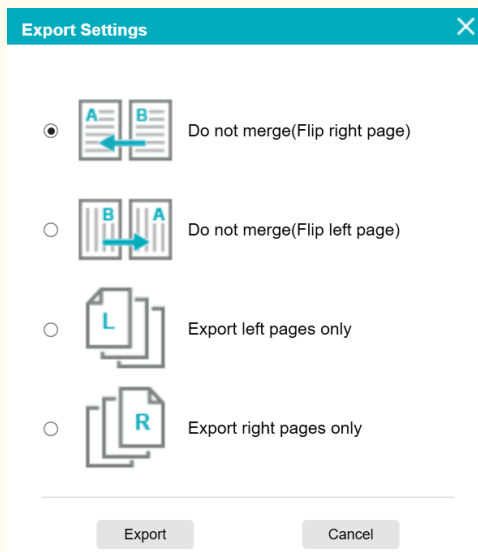 Export Settings
A B
Do not merge(Flip right page)
B A
Do not merge(Flip left page)
L
Export left pages only
R
Export right pages only
Export Cancel